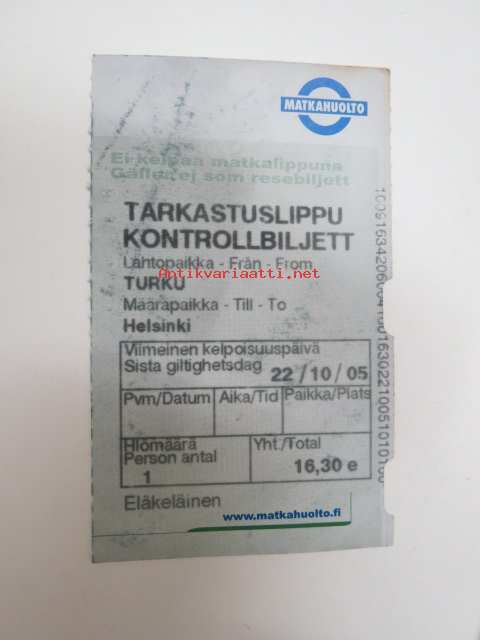 MATKAHUOLTO
Ei kelpaa matkalippuna
Gäller ej som resebiljett
TARKASTUSLIPPU
KONTROLLBILJETT
Lähtöpaikka - Från - From
Antikvariaatti.net
TURKU
Määräpaikka - Till - To
Helsinki
Viimeinen kelpoisuuspäivä
Sista giltighetsdag 22/10/05
Pvm/Datum Aika/Tid Paikka/Plats
Hlömäärä Yht./Total
Person antal
1 16,30 e
Eläkeläinen
www.matkahuolto.fi